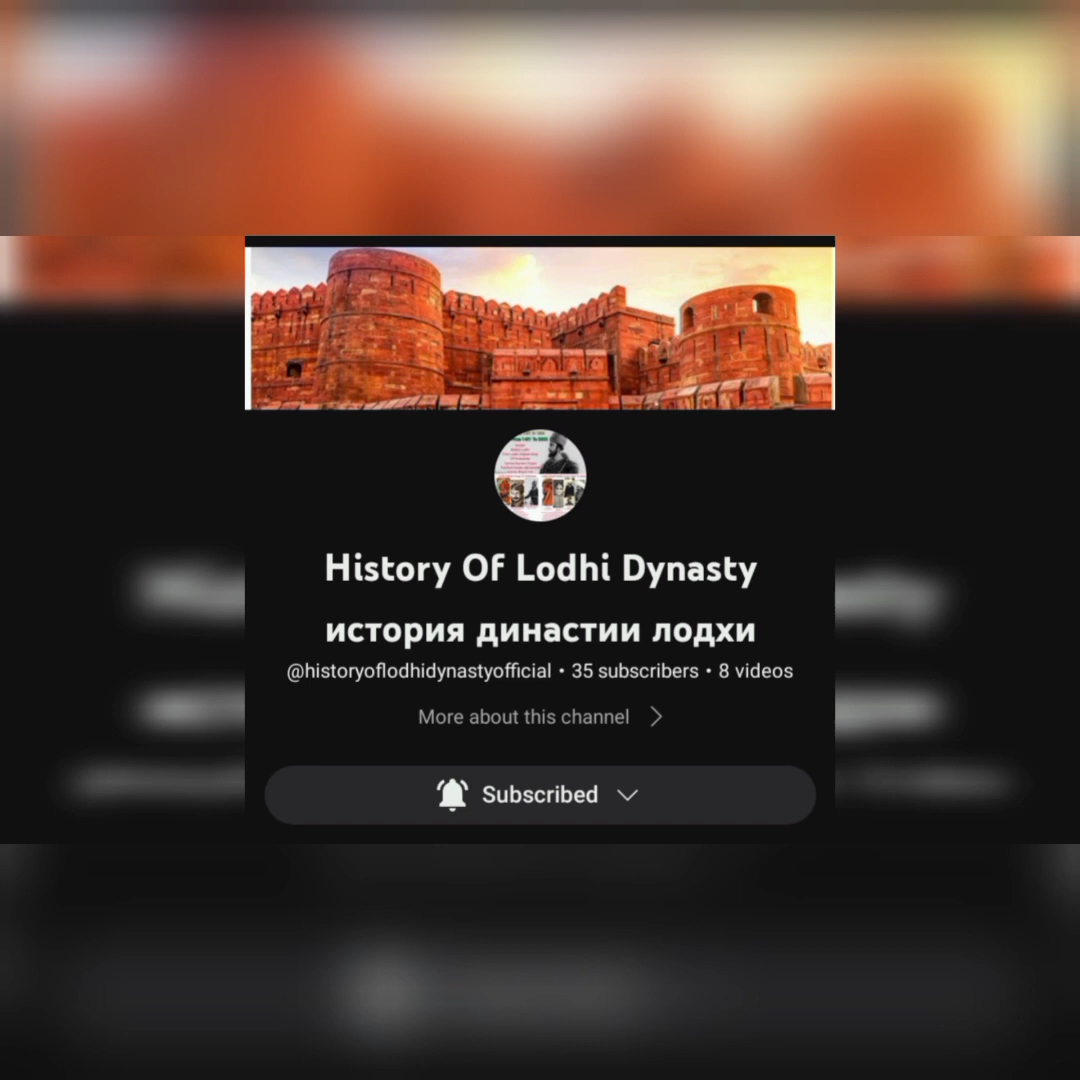 History Of Lodhi Dynasty
история династии лодхи
@historyoflodhidynastyofficial • 35 subscribers • 8 videos
More about this channel
Subscribed